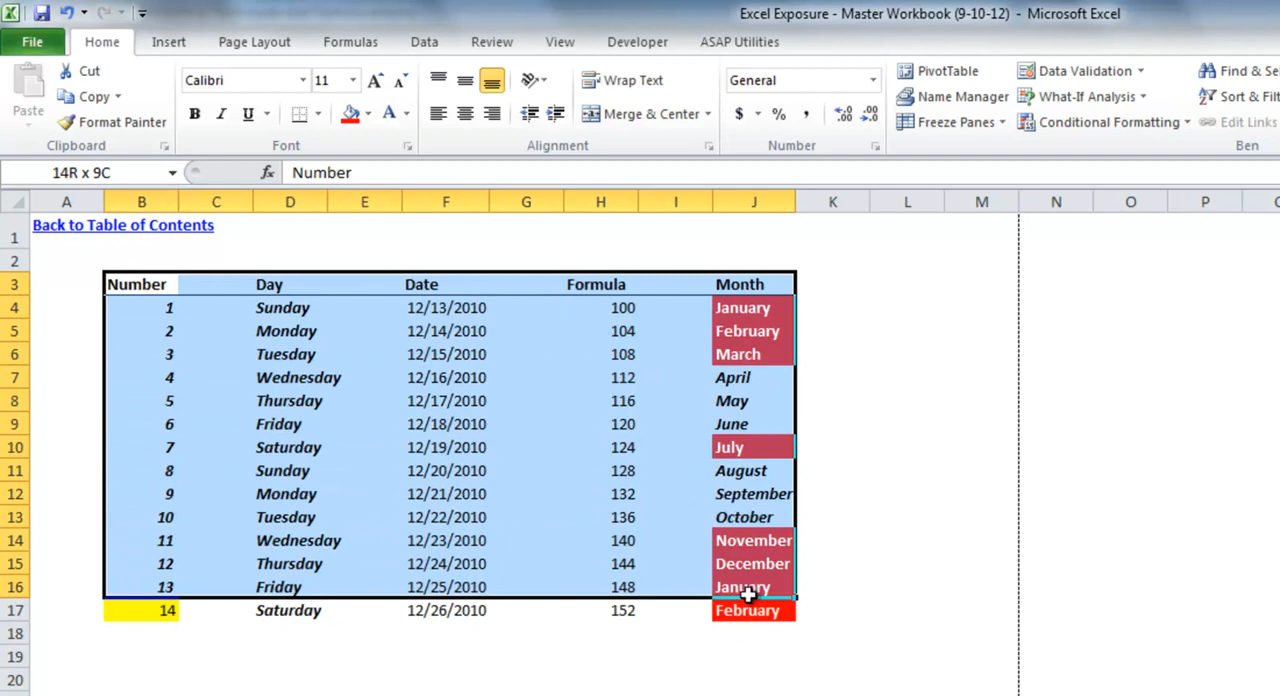 Excel Exposure - Master Workbook (9-10-12) - Microsoft Excel
File Home Insert Page Layout Formulas Data Review View Developer ASAP Utilities
Paste Cut Copy Format Painter Clipboard
Calibri 11 B I U A Font
Wrap Text Merge & Center Alignment
General $ % , .00 Number
PivotTable Name Manager Freeze Panes
Data Validation What-If Analysis Conditional Formatting
Find & Sort & Edit Links Ben
14R x 9C fx Number
A B C D E F G H I J K L M N O P
1 Back to Table of Contents
2
3 Number Day Date Formula Month
4 1 Sunday 12/13/2010 100 January
5 2 Monday 12/14/2010 104 February
6 3 Tuesday 12/15/2010 108 March
7 4 Wednesday 12/16/2010 112 April
8 5 Thursday 12/17/2010 116 May
9 6 Friday 12/18/2010 120 June
10 7 Saturday 12/19/2010 124 July
11 8 Sunday 12/20/2010 128 August
12 9 Monday 12/21/2010 132 September
13 10 Tuesday 12/22/2010 136 October
14 11 Wednesday 12/23/2010 140 November
15 12 Thursday 12/24/2010 144 December
16 13 Friday 12/25/2010 148 January
17 14 Saturday 12/26/2010 152 February
18
19
20